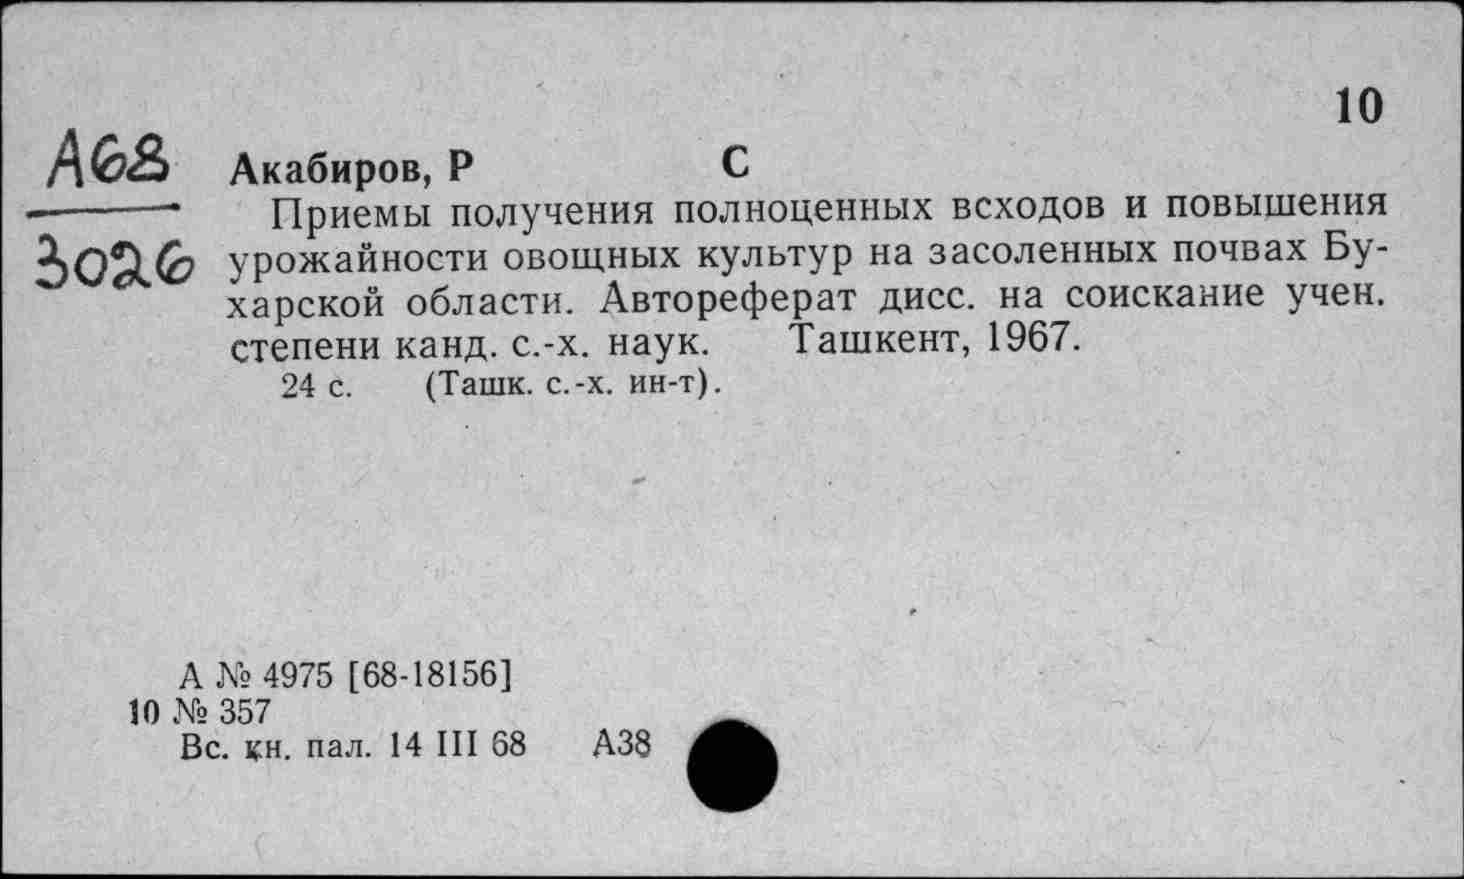 10
А68
Акабиров, Р С
Приемы получения полноценных всходов и повышения
урожайности овощных культур на засоленных почвах Бу-
харской области. Автореферат дисс. на соискание учен.
степени канд. с.-х. наук. Ташкент, 1967.
24 с. (Ташк. с.-х. ин-т).
А № 4975 [68-18156]
10 № 357
Вс. кн. пал. 14 III 68 А38